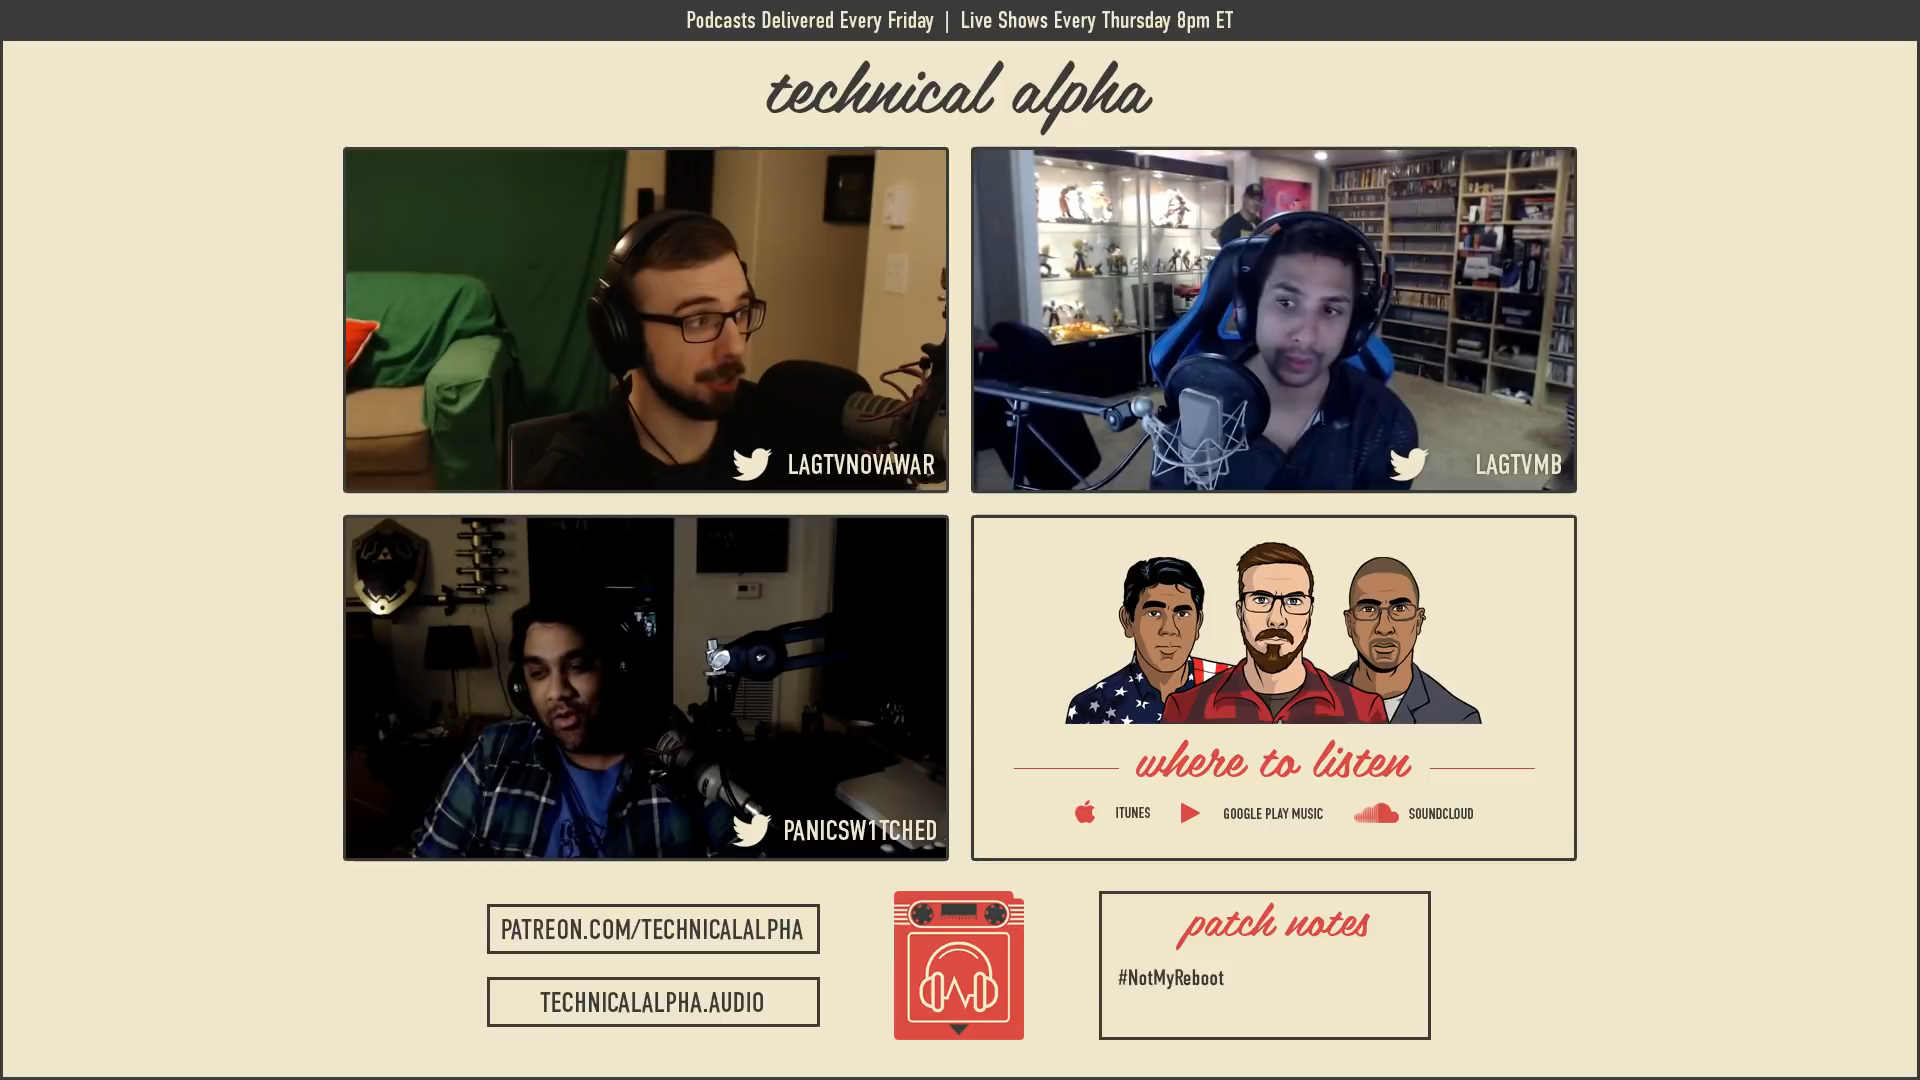 Podcasts Delivered Every Friday | Live Shows Every Thursday 8pm ET
technical alpha
LAGTVNOVAWAR
LAGTVMB
PANICSW1TCHED
where to listen
ITUNES
GOOGLE PLAY MUSIC
SOUNDCLOUD
PATREON.COM/TECHNICALALPHA
TECHNICALALPHA.AUDIO
patch notes
#NotMyReboot